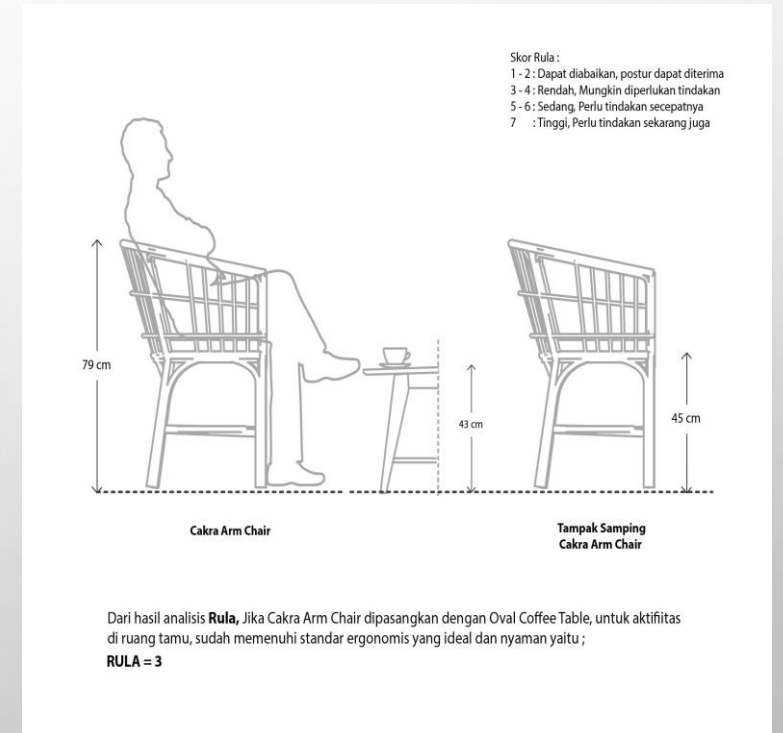 Skor Rula :
1 - 2 : Dapat diabaikan, postur dapat diterima
3 - 4 : Rendah, Mungkin diperlukan tindakan
5 - 6 : Sedang, Perlu tindakan secepatnya
7 : Tinggi, Perlu tindakan sekarang juga
79 cm
43 cm
45 cm
Cakra Arm Chair
Tampak Samping
Cakra Arm Chair
Dari hasil analisis Rula, Jika Cakra Arm Chair dipasangkan dengan Oval Coffee Table, untuk aktifiitas
di ruang tamu, sudah memenuhi standar ergonomis yang ideal dan nyaman yaitu ;
RULA = 3